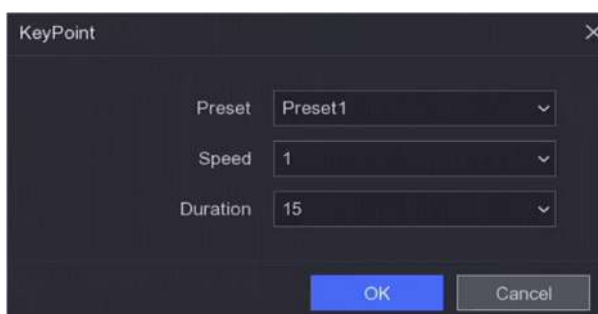 KeyPoint
Preset Preset1
Speed 1
Duration 15
OK Cancel